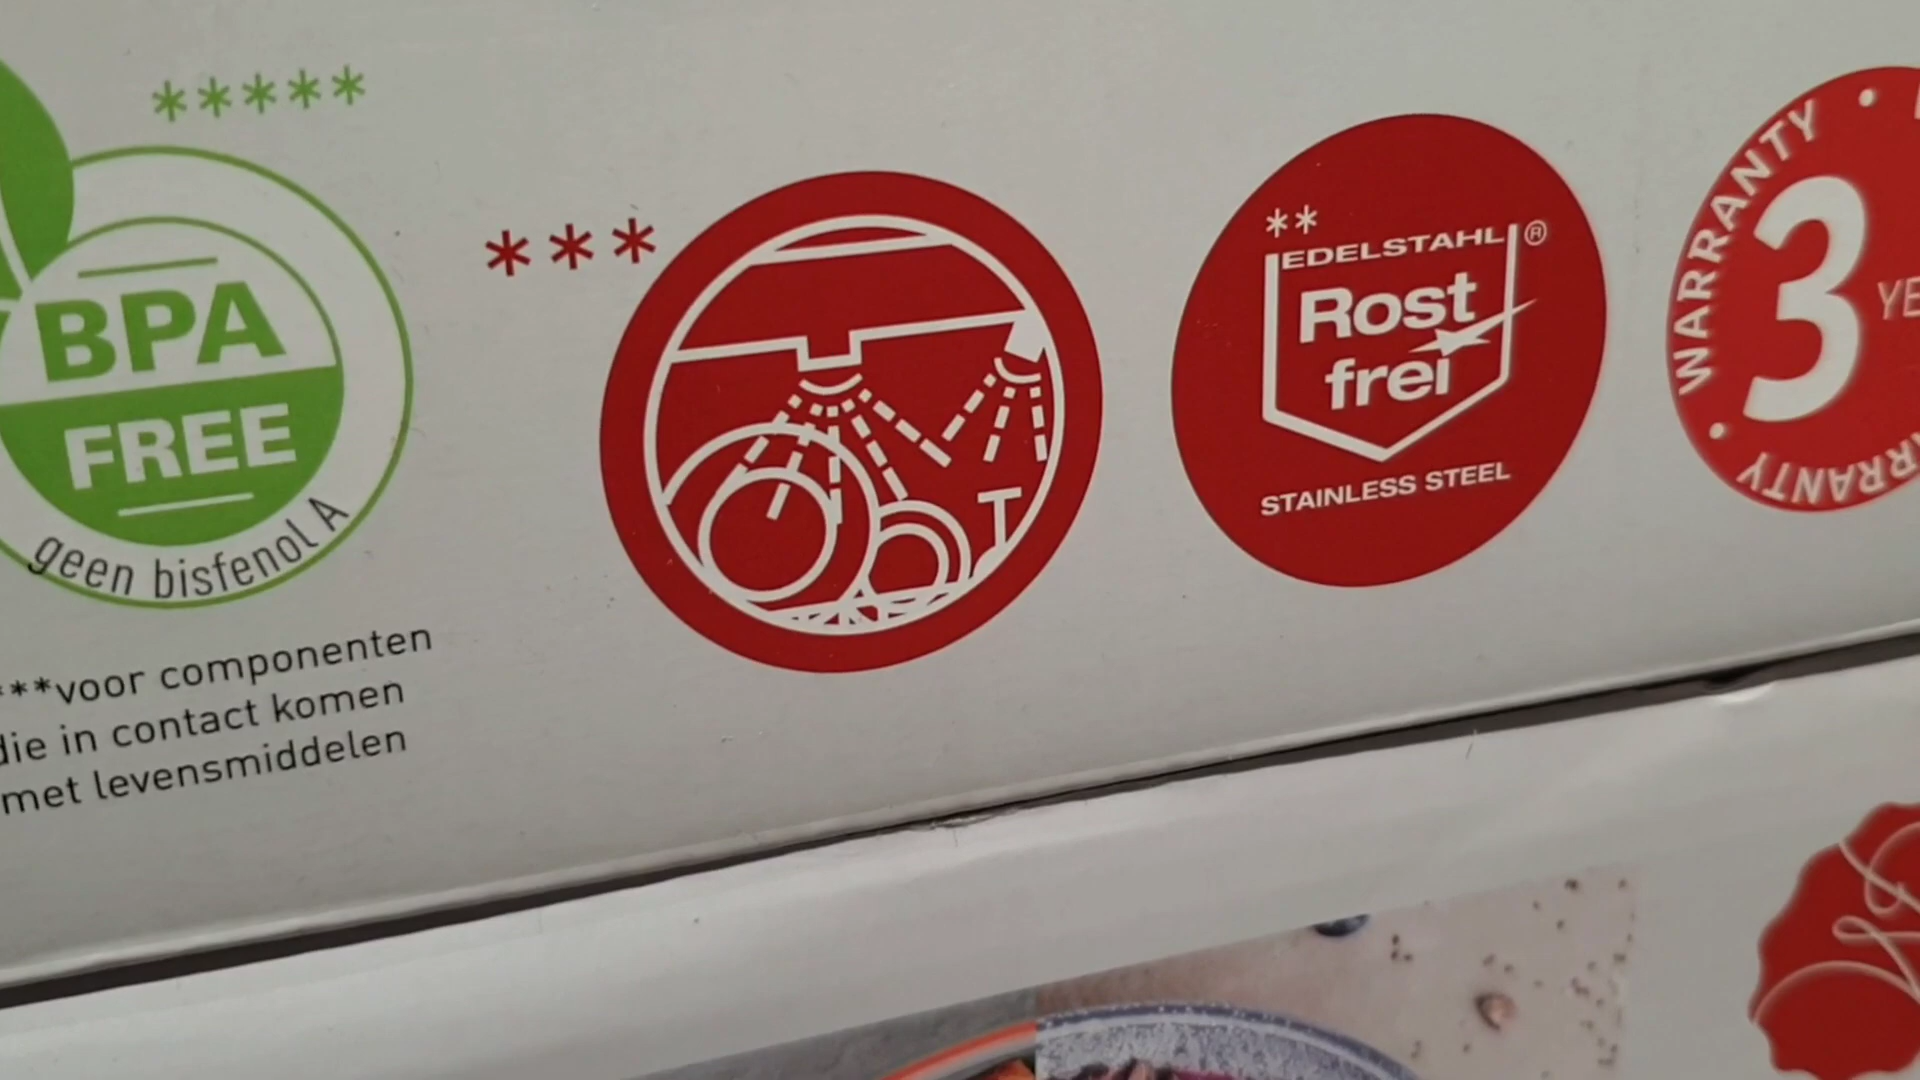 *****
BPA
FREE
geen bisfenol A
***voor componenten
die in contact komen
met levensmiddelen
***
**
EDELSTAHL®
Rost
frei
STAINLESS STEEL
WARRANTY
3